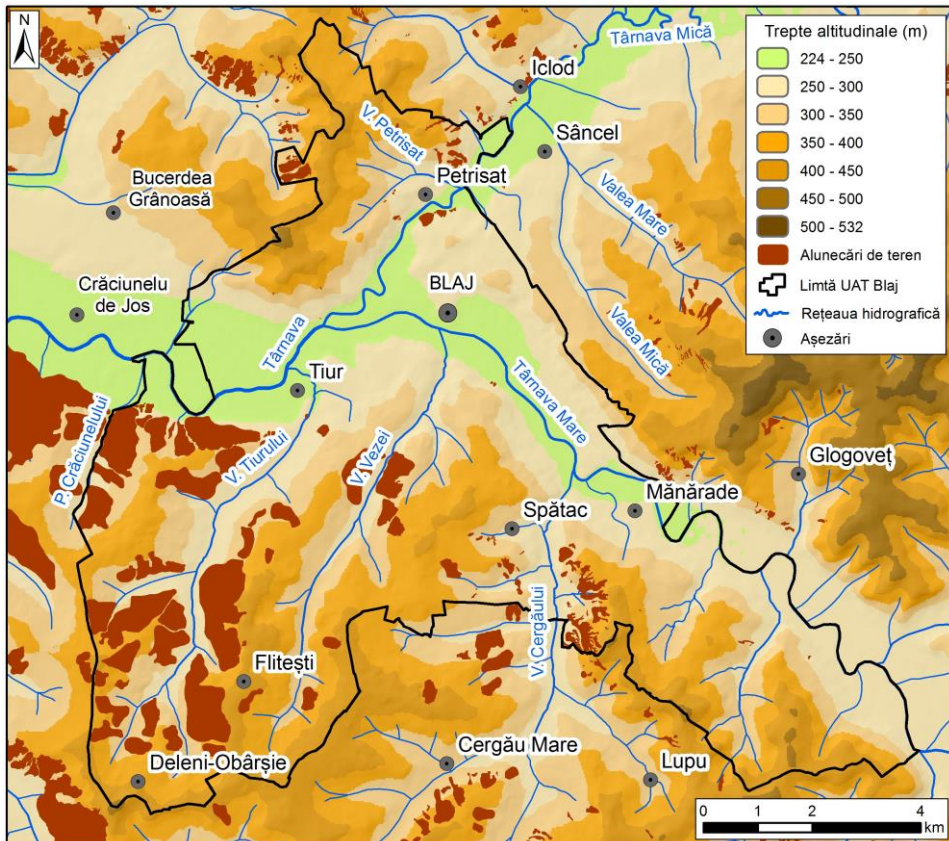 N
Târnava Mică
Iclod
V. Petrisat
Sâncel
Petrisat
Bucerdea
Grânoasă
Valea Mare
Crăciunelu
de Jos
BLAJ
Târnava
Valea Mică
Tiur
Târnava Mare
P. Crăciunelului
V. Tiurului
V. Vezei
Glogoveț
Mănărade
Spătac
V. Cergăului
Flitești
Deleni-Obârșie
Cergău Mare
Lupu
Trepte altitudinale (m)
224 - 250
250 - 300
300 - 350
350 - 400
400 - 450
450 - 500
500 - 532
Alunecări de teren
Limtă UAT Blaj
Rețeaua hidrografică
Așezări
0 1 2 4
km